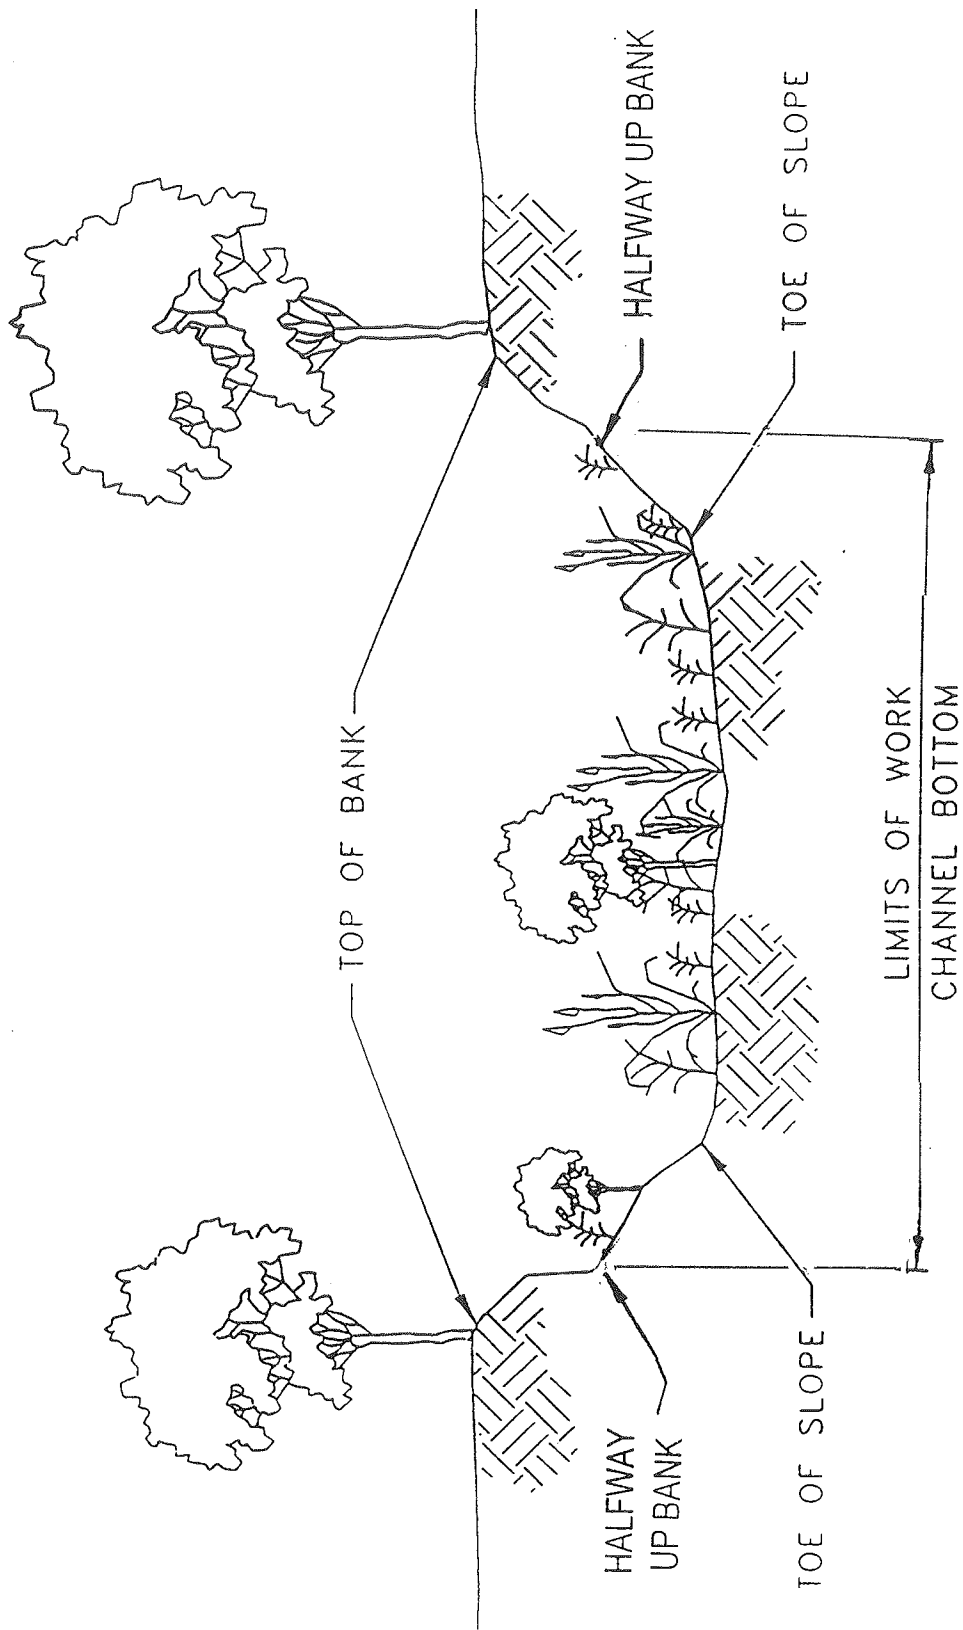 TOP OF BANK
HALFWAY
UP BANK
HALFWAY UP BANK
TOE OF SLOPE
TOE OF SLOPE
LIMITS OF WORK
CHANNEL BOTTOM